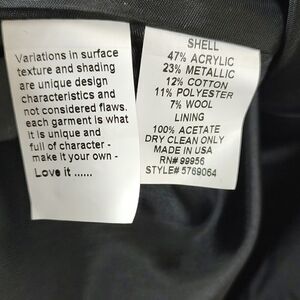 Variations in surface
texture and shading
are unique design
characteristics and
not considered flaws.
each garment is what
it is unique and
full of character -
make it your own -
Love it ......
SHELL
47% ACRYLIC
23% METALLIC
12% COTTON
11% POLYESTER
7% WOOL
LINING
100% ACETATE
DRY CLEAN ONLY
MADE IN USA
RN# 99956
STYLE# 5769064